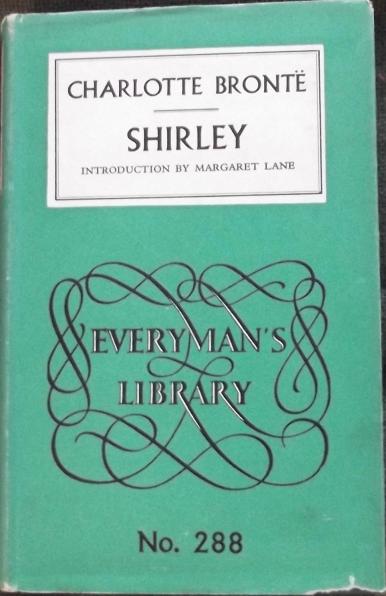 CHARLOTTE BRONTË
SHIRLEY
INTRODUCTION BY MARGARET LANE
EVERYMAN'S
LIBRARY
No. 288